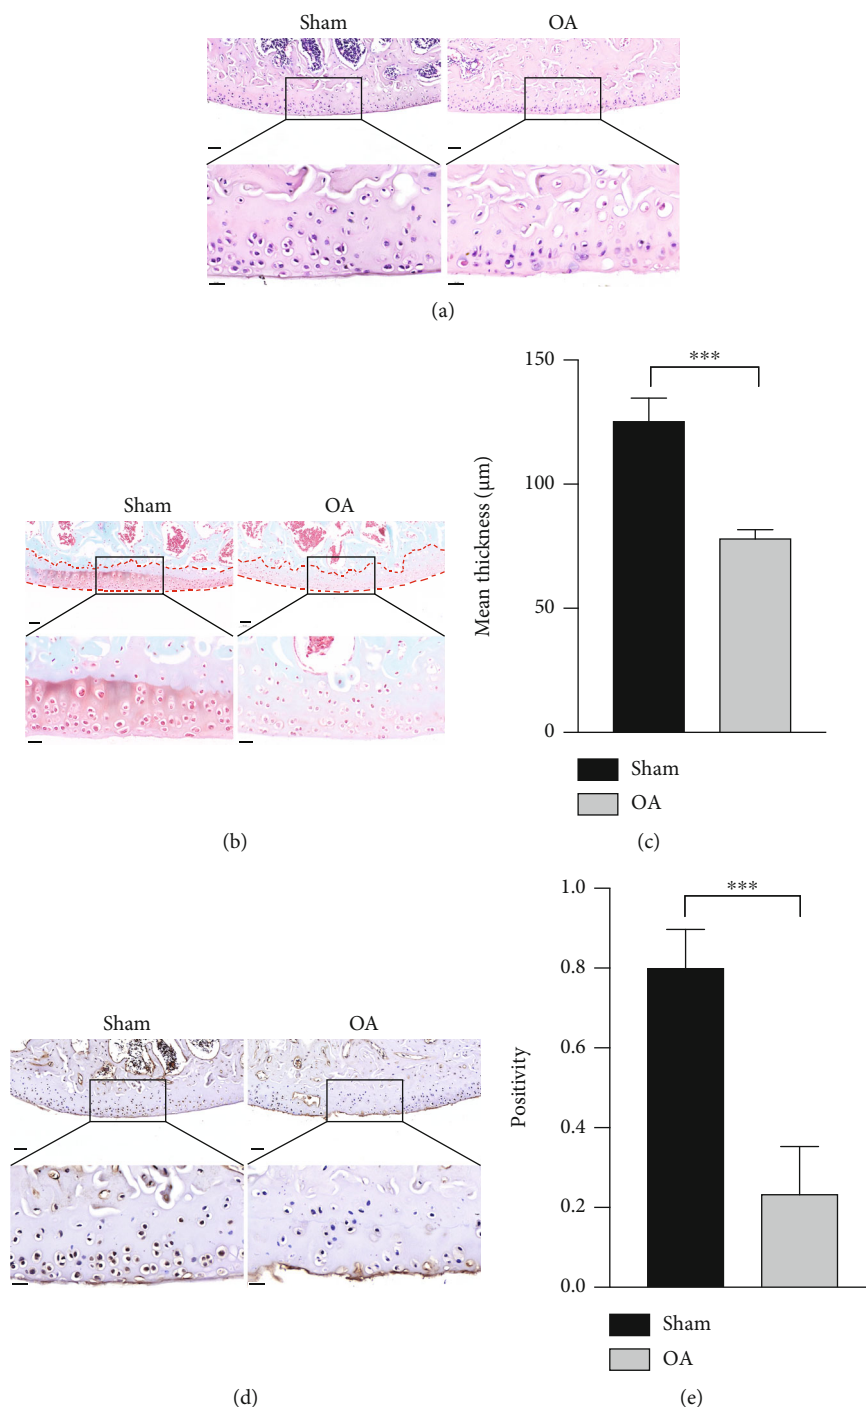 Sham OA
(a)
Sham OA
(b)
150
100
50
0
Mean thickness (μm)
***
Sham
OA
(c)
Sham OA
(d)
1.0
0.8
0.6
0.4
0.2
0.0
Positivity
***
Sham
OA
(e)